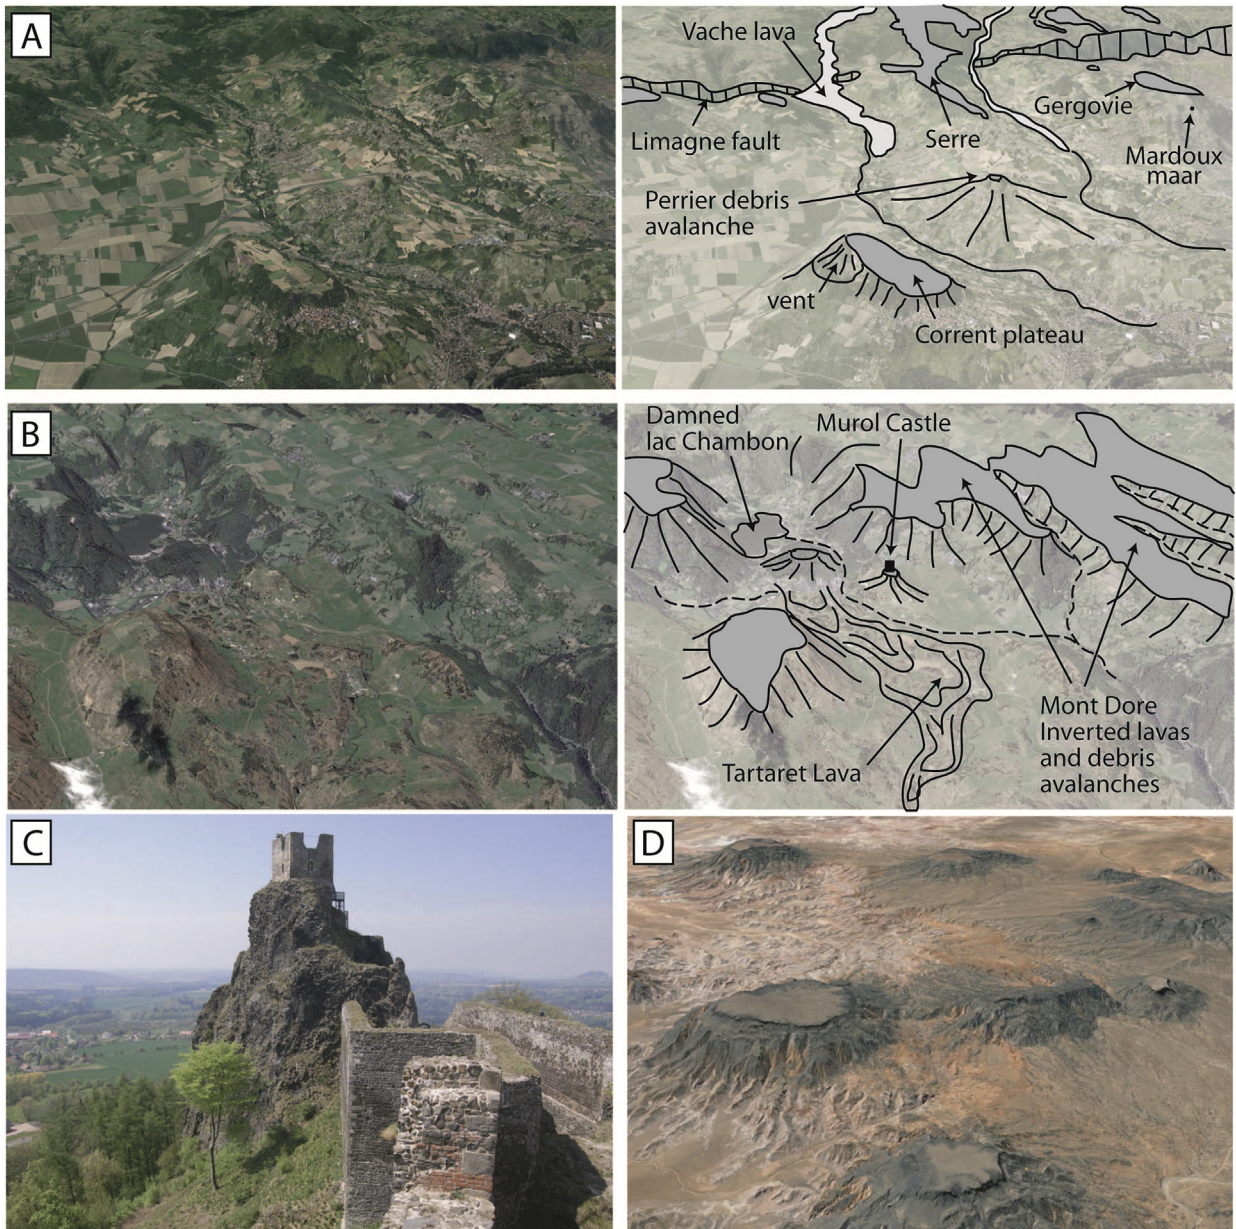 A
Vache lava
Limagne fault
Serre
Gergovie
Mardoux
maar
Perrier debris
avalanche
vent
Corrent plateau
B
Damned
lac Chambon
Murol Castle
Tartaret Lava
Mont Dore
Inverted lavas
and debris
avalanches
C
D